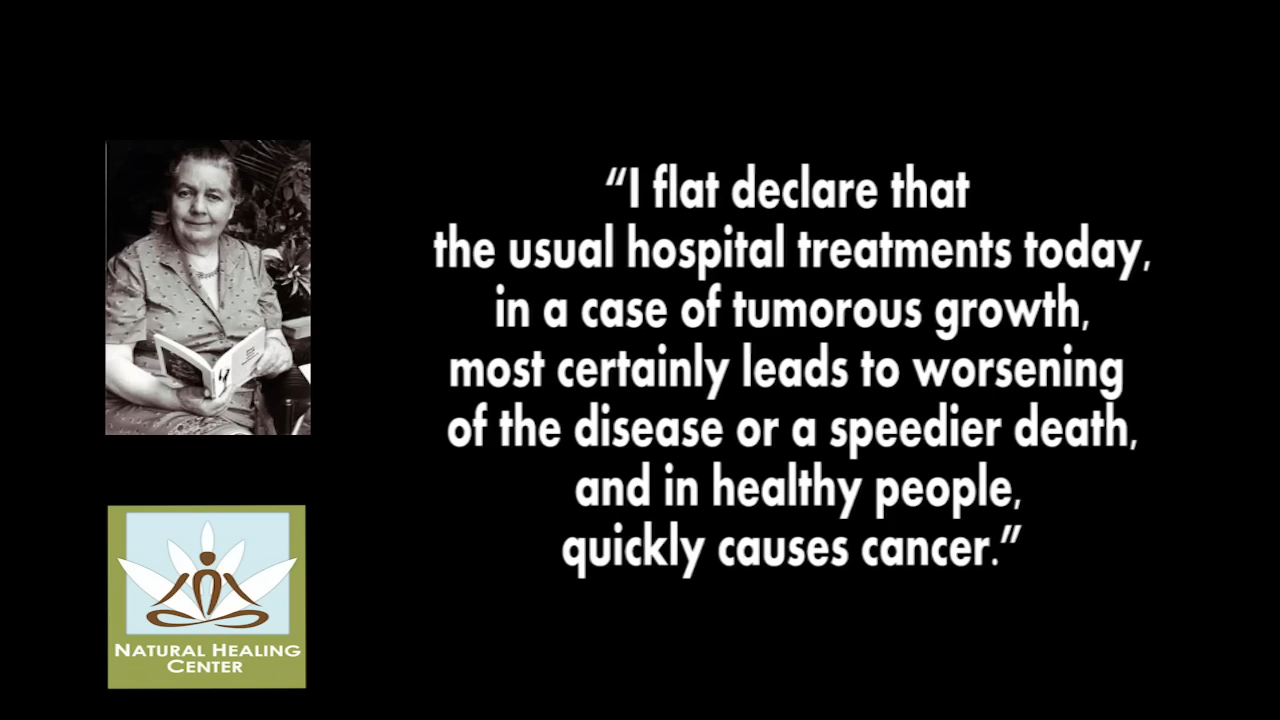 “I flat declare that
the usual hospital treatments today,
in a case of tumorous growth,
most certainly leads to worsening
of the disease or a speedier death,
and in healthy people,
quickly causes cancer.”
NATURAL HEALING
CENTER